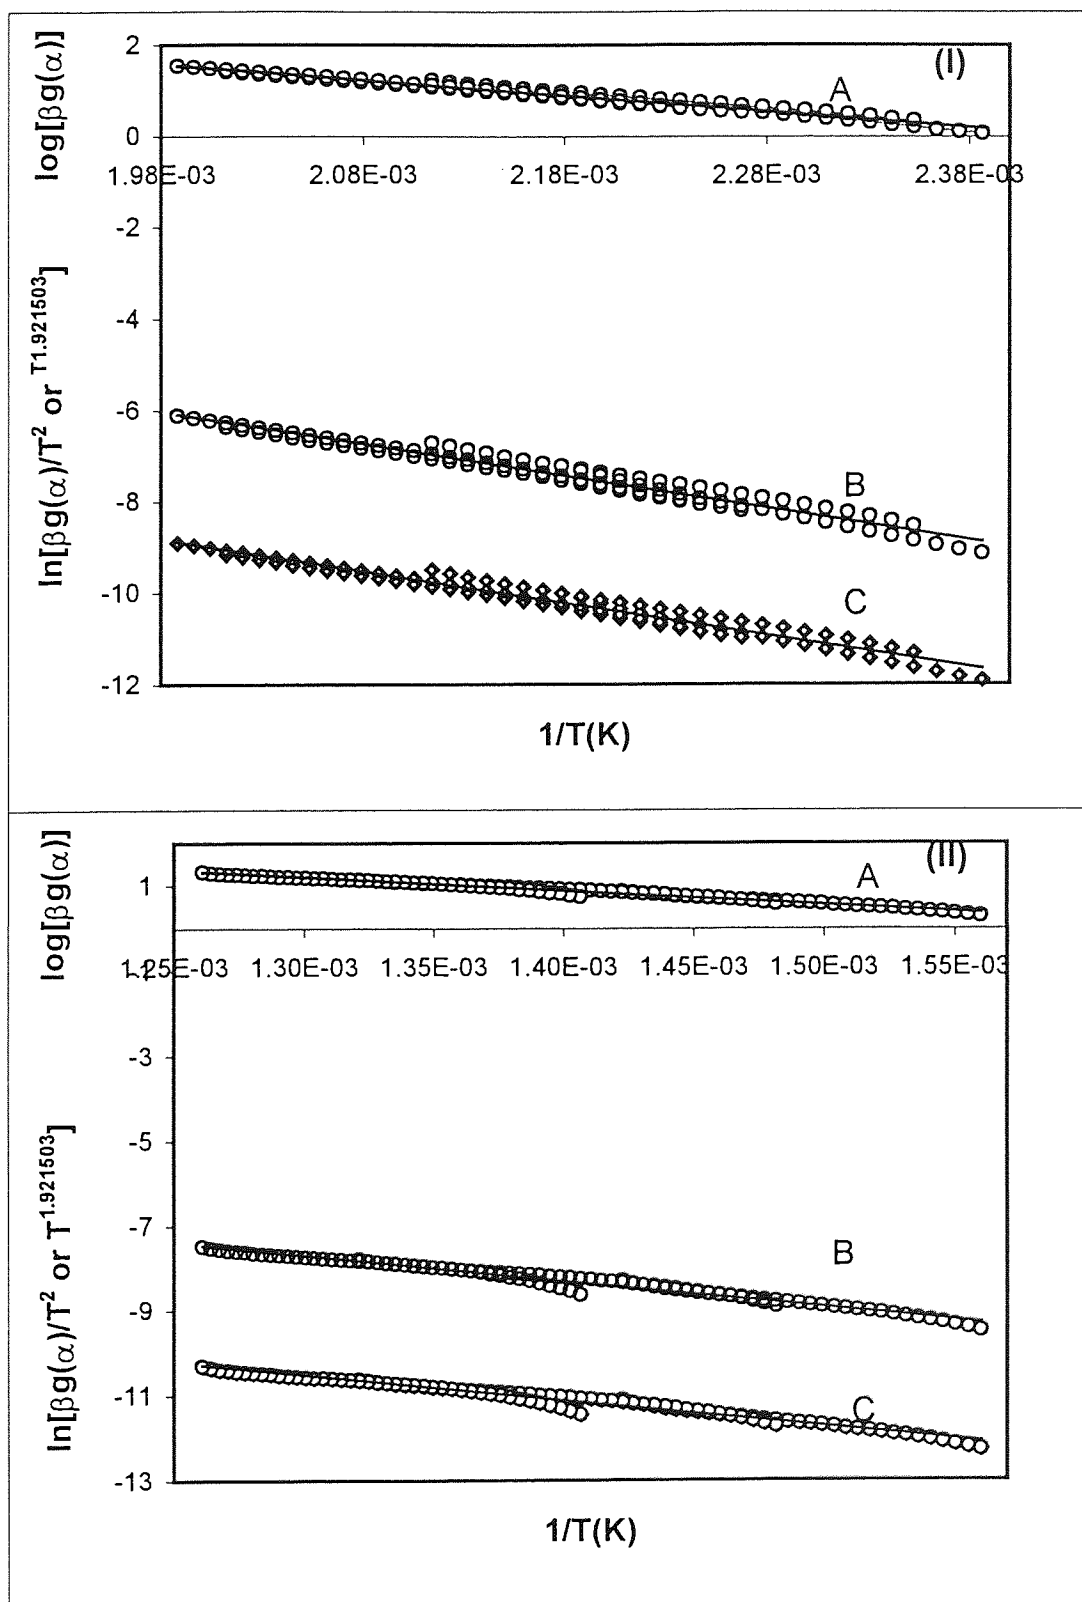 (I)
log[βg(α)]
ln[βg(α)/T² or T1.921503]
2
0
-2
-4
-6
-8
-10
-12
1.98E-03 2.08E-03 2.18E-03 2.28E-03 2.38E-03
A
B
C
1/T(K)
(II)
log[βg(α)]
ln[βg(α)/T² or T^1.921503]
1
-3
-5
-7
-9
-11
-13
1.25E-03 1.30E-03 1.35E-03 1.40E-03 1.45E-03 1.50E-03 1.55E-03
A
B
C
1/T(K)